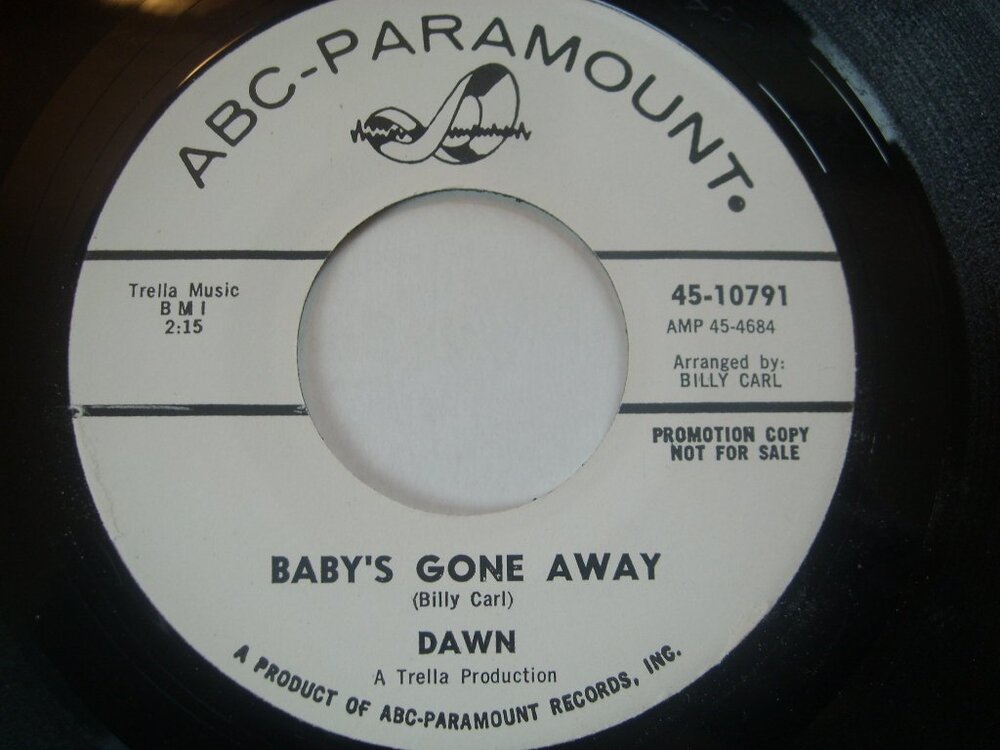 ABC-PARAMOUNT.
Trella Music
BMI
2:15
45-10791
AMP 45-4684
Arranged by:
BILLY CARL
PROMOTION COPY
NOT FOR SALE
BABY'S GONE AWAY
(Billy Carl)
DAWN
A Trella Production
A PRODUCT OF ABC-PARAMOUNT RECORDS, INC.